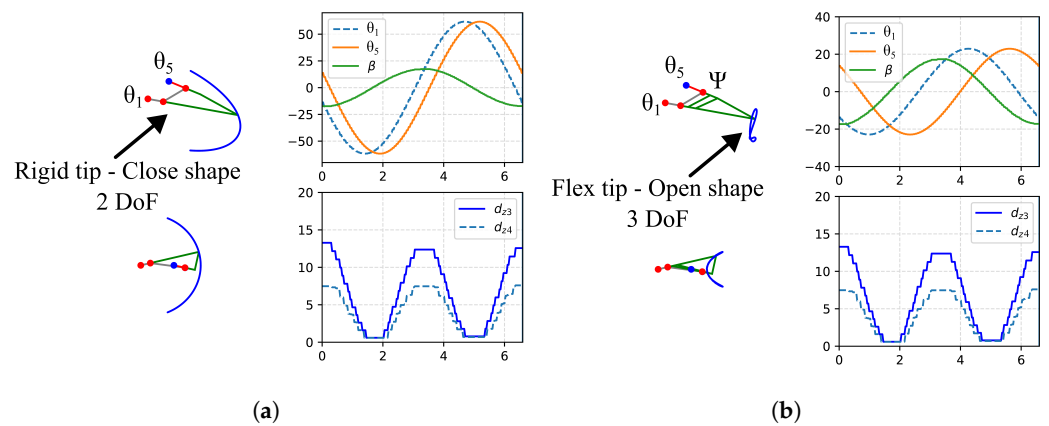 θ5
θ1
Rigid tip - Close shape
2 DoF
θ1
θ5
β
50
25
0
−25
−50
0 2 4 6
20
15
10
5
0
dz3
dz4
0 2 4 6
(a)
θ5
Ψ
θ1
Flex tip - Open shape
3 DoF
40
20
0
−20
−40
θ1
θ5
β
0 2 4 6
20
15
10
5
0
dz3
dz4
0 2 4 6
(b)